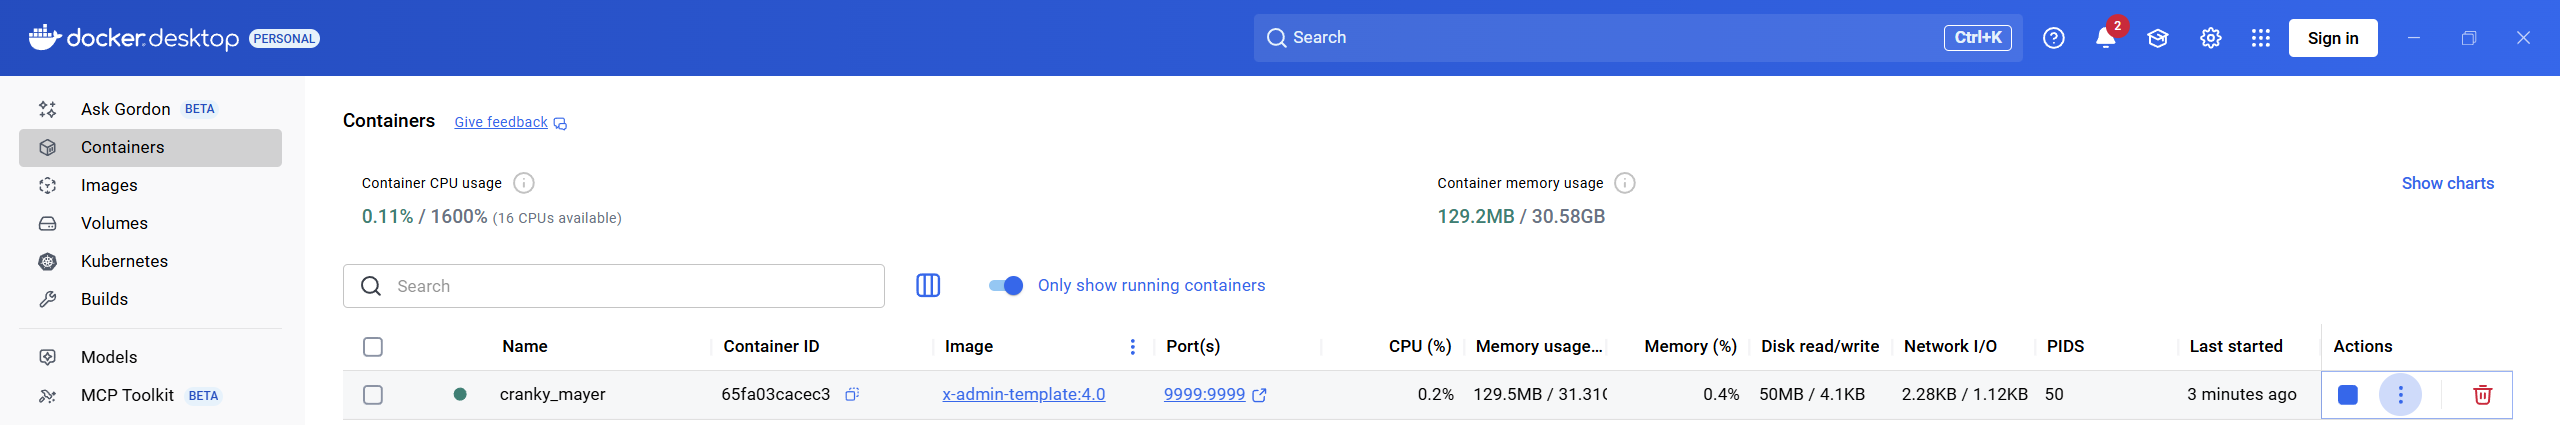 docker desktop PERSONAL
Search
Ctrl+K
2
Sign in
Ask Gordon BETA
Containers
Images
Volumes
Kubernetes
Builds
Models
MCP Toolkit BETA
Containers Give feedback
Container CPU usage
0.11% / 1600% (16 CPUs available)
Container memory usage
129.2MB / 30.58GB
Show charts
Search
Only show running containers
Name Container ID Image Port(s) CPU (%) Memory usage... Memory (%) Disk read/write Network I/O PIDS Last started Actions
cranky_mayer 65fa03cacec3 x-admin-template:4.0 9999:9999 0.2% 129.5MB / 31.31 0.4% 50MB / 4.1KB 2.28KB / 1.12KB 50 3 minutes ago